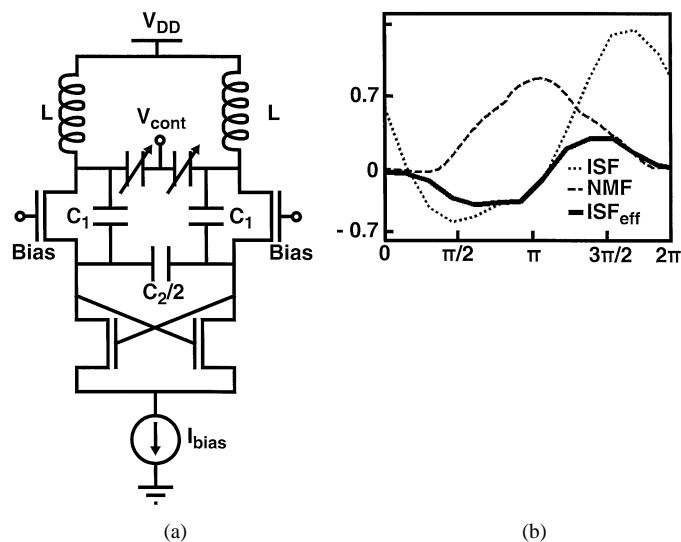 V_DD
L
L
V_cont
C_1
C_1
Bias
Bias
C_2/2
I_bias
(a)
0.7
0
- 0.7
0
π/2
π
3π/2
2π
ISF
NMF
ISF_eff
(b)